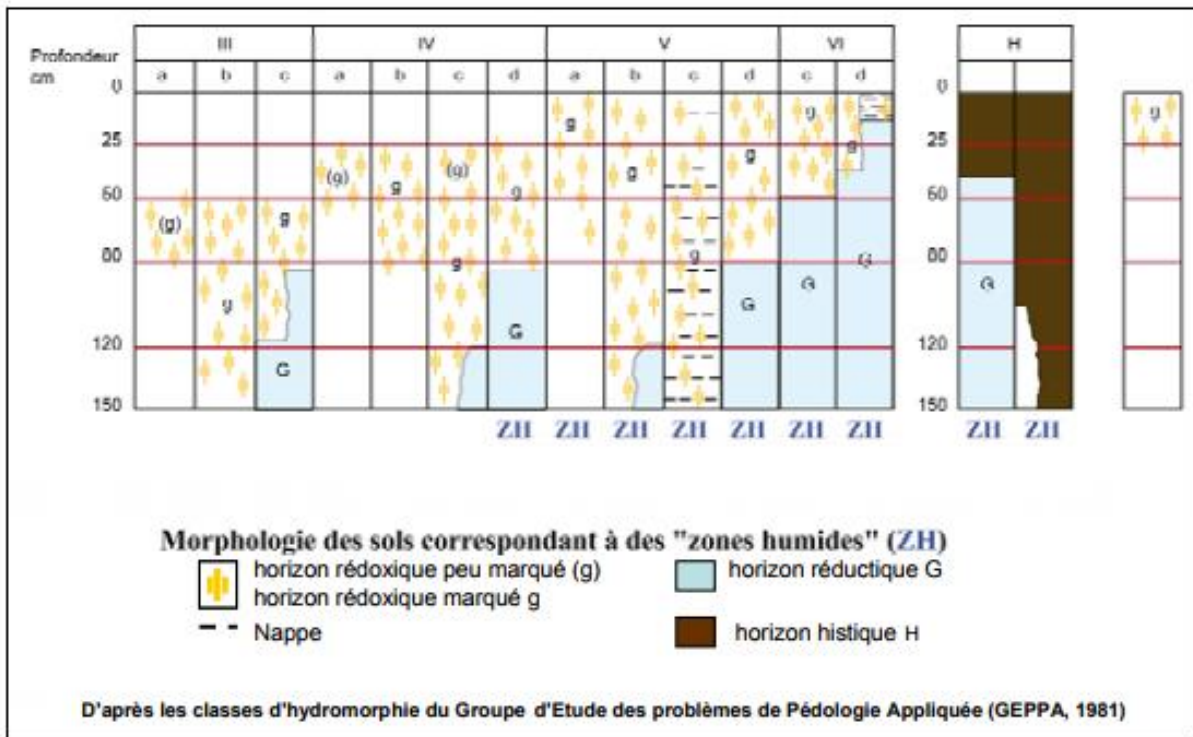 Profondeur
cm
III IV V VI H
a b c a b c d a b c d c d
0 0
25 25
60 60
80 80
120 120
150 150
g g g g
g (g) g g g
(g) g g g
(g) g
g g G
g G G G
G
G
ZH ZH ZH ZH ZH ZH ZH ZH ZH
Morphologie des sols correspondant à des "zones humides" (ZH)
horizon rédoxique peu marqué (g) horizon réductique G
horizon rédoxique marqué g
Nappe horizon histique H
D'après les classes d'hydromorphie du Groupe d'Etude des problèmes de Pédologie Appliquée (GEPPA, 1981)